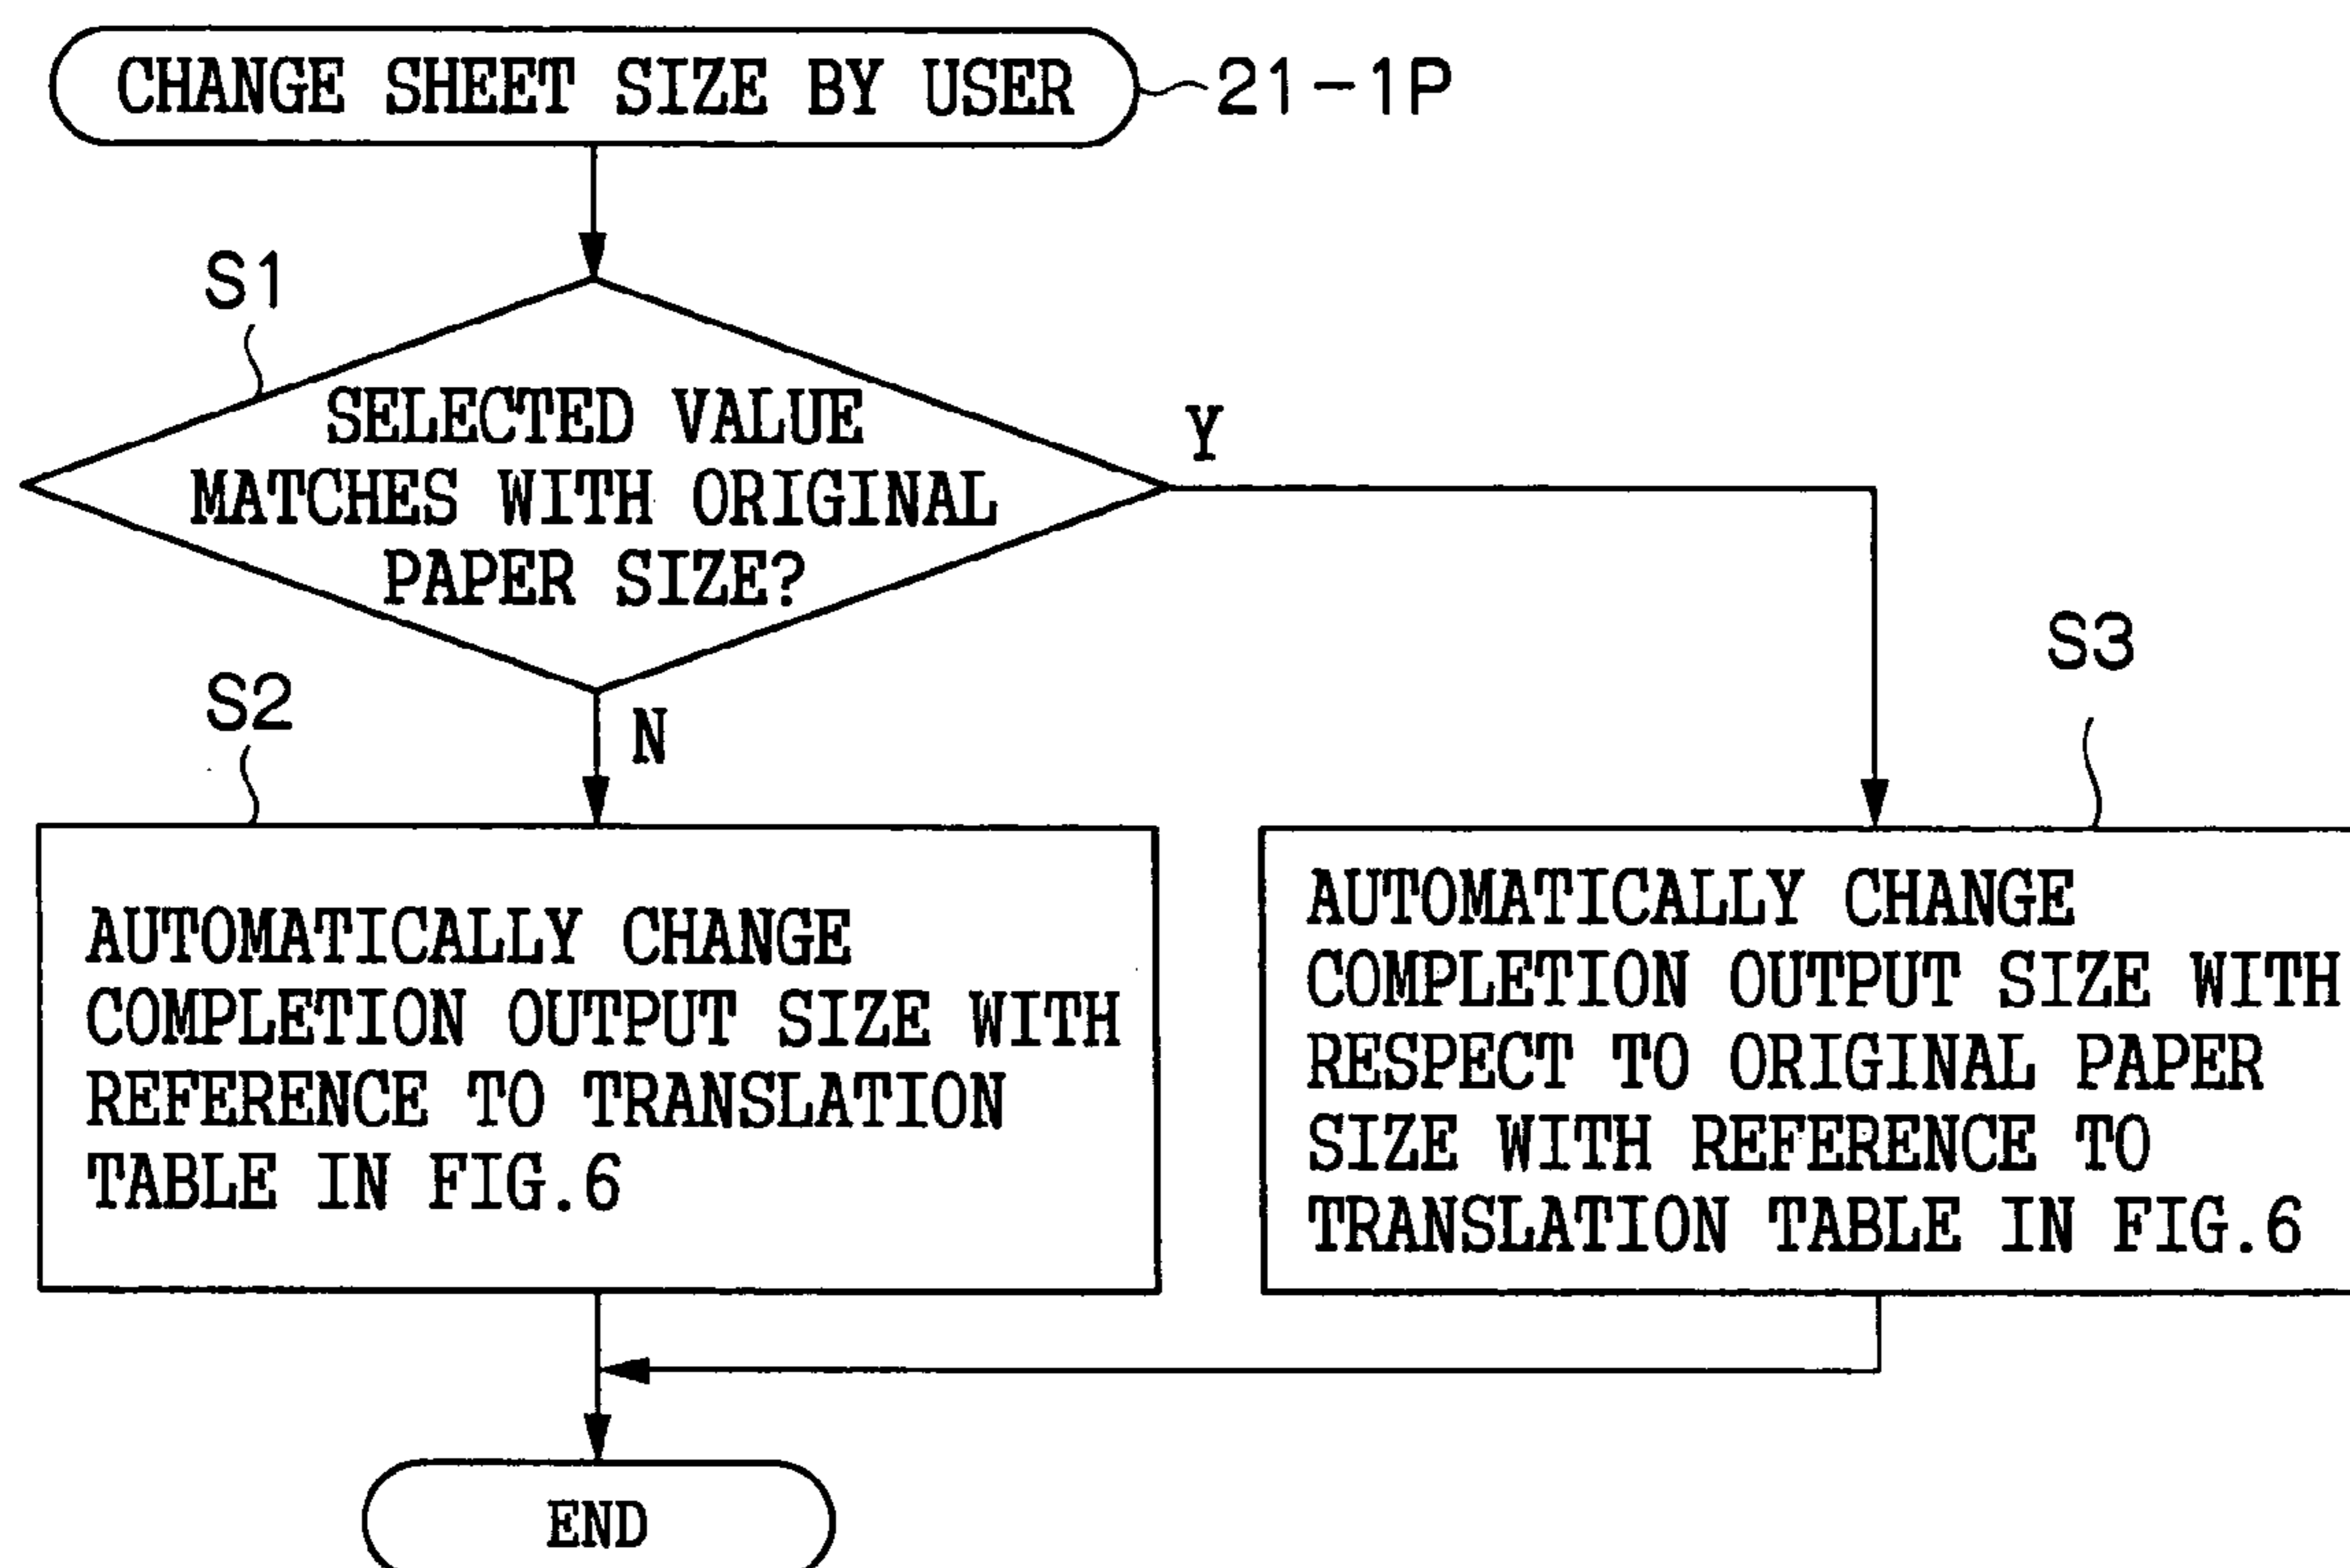 CHANGE SHEET SIZE BY USER
21-1P
S1
SELECTED VALUE
MATCHES WITH ORIGINAL
PAPER SIZE?
Y
N
S2
AUTOMATICALLY CHANGE
COMPLETION OUTPUT SIZE WITH
REFERENCE TO TRANSLATION
TABLE IN FIG.6
S3
AUTOMATICALLY CHANGE
COMPLETION OUTPUT SIZE WITH
RESPECT TO ORIGINAL PAPER
SIZE WITH REFERENCE TO
TRANSLATION TABLE IN FIG.6
END